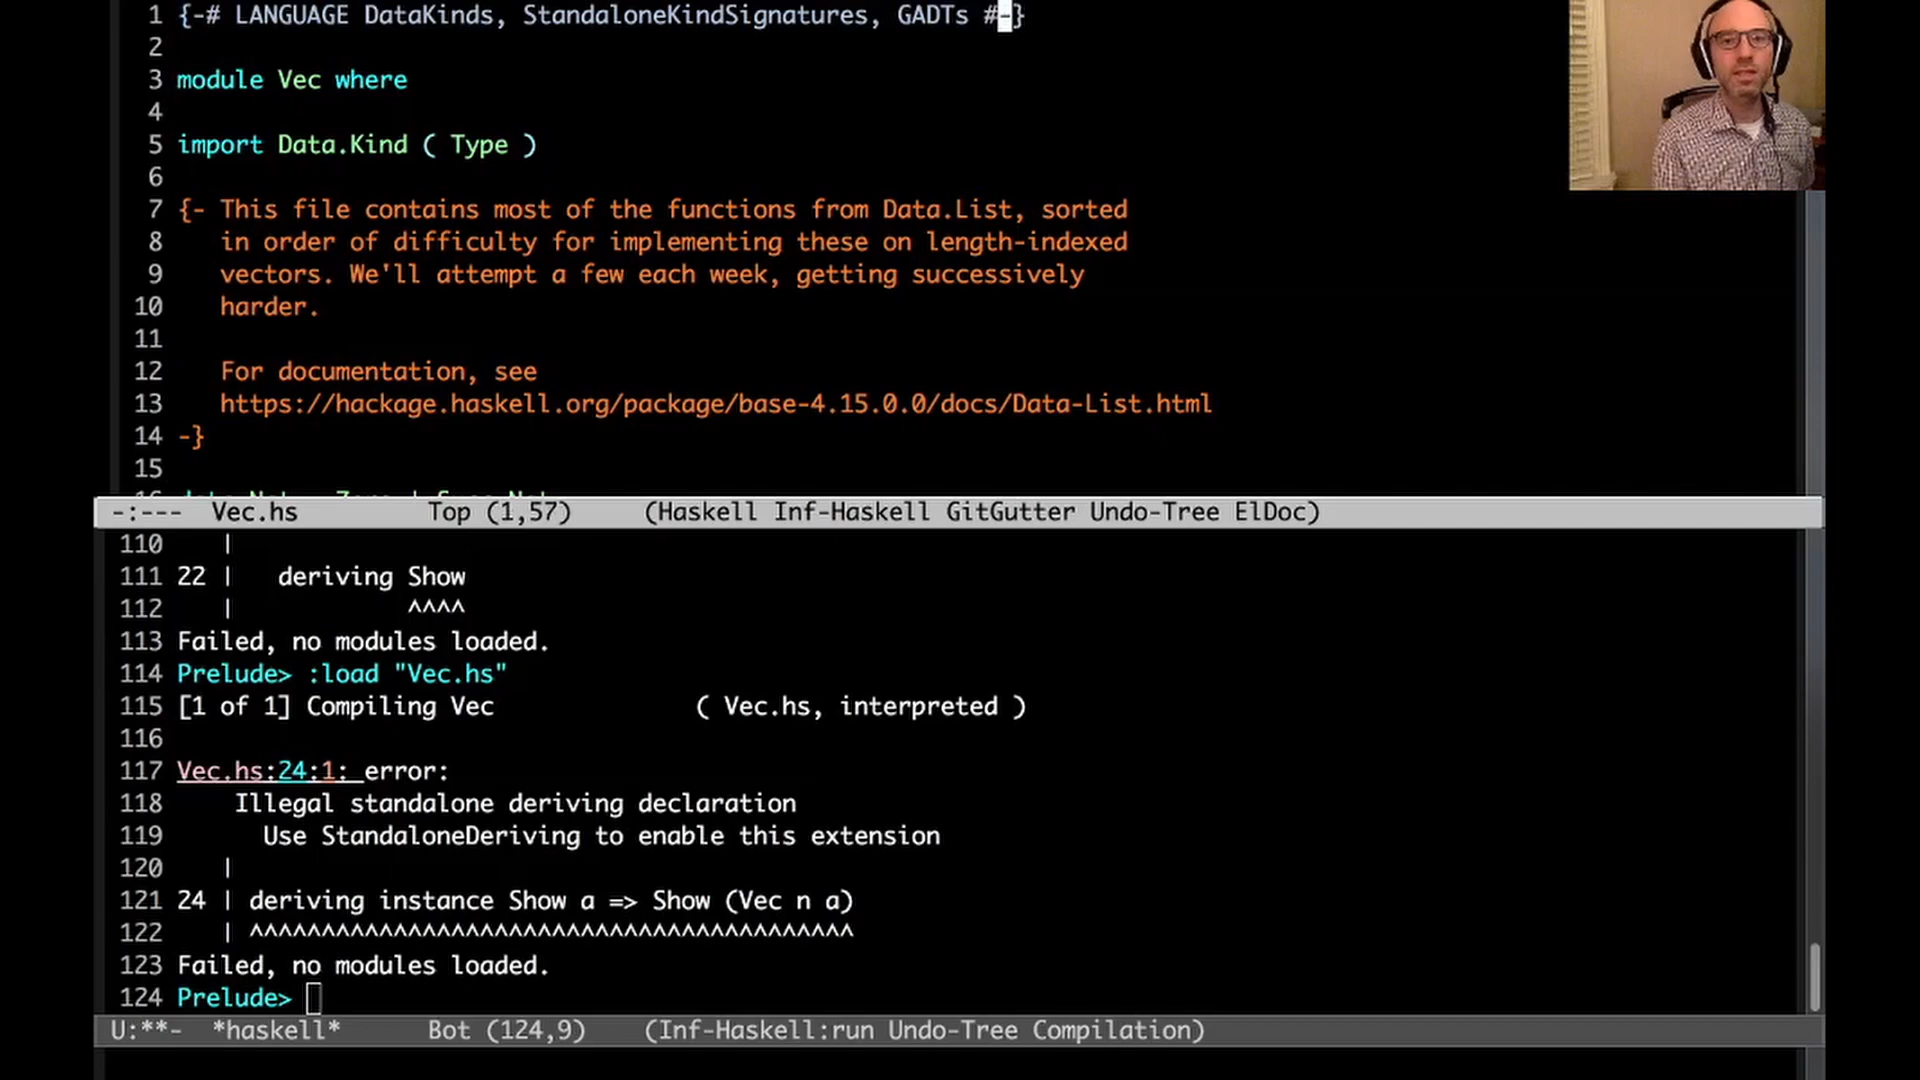 1 {-# LANGUAGE DataKinds, StandaloneKindSignatures, GADTs #-}
2
3 module Vec where
4
5 import Data.Kind ( Type )
6
7 {- This file contains most of the functions from Data.List, sorted
8 in order of difficulty for implementing these on length-indexed
9 vectors. We'll attempt a few each week, getting successively
10 harder.
11
12 For documentation, see
13 https://hackage.haskell.org/package/base-4.15.0.0/docs/Data-List.html
14 -}
15
-:--- Vec.hs Top (1,57) (Haskell Inf-Haskell GitGutter Undo-Tree ElDoc)
110 |
111 22 | deriving Show
112 | ^^^^
113 Failed, no modules loaded.
114 Prelude> :load "Vec.hs"
115 [1 of 1] Compiling Vec ( Vec.hs, interpreted )
116
117 Vec.hs:24:1: error:
118 Illegal standalone deriving declaration
119 Use StandaloneDeriving to enable this extension
120 |
121 24 | deriving instance Show a => Show (Vec n a)
122 | ^^^^^^^^^^^^^^^^^^^^^^^^^^^^^^^^^^^^^^^^^^
123 Failed, no modules loaded.
124 Prelude>
U:**- *haskell* Bot (124,9) (Inf-Haskell:run Undo-Tree Compilation)